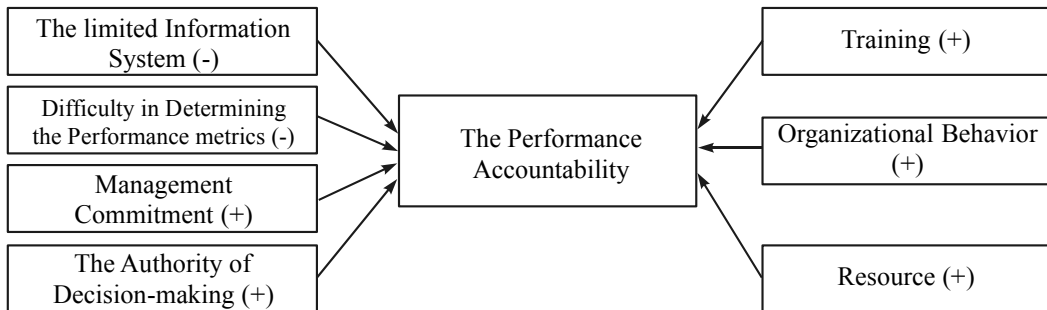 The limited Information
System (-)
Difficulty in Determining
the Performance metrics (-)
Management
Commitment (+)
The Authority of
Decision-making (+)
The Performance
Accountability
Training (+)
Organizational Behavior
(+)
Resource (+)